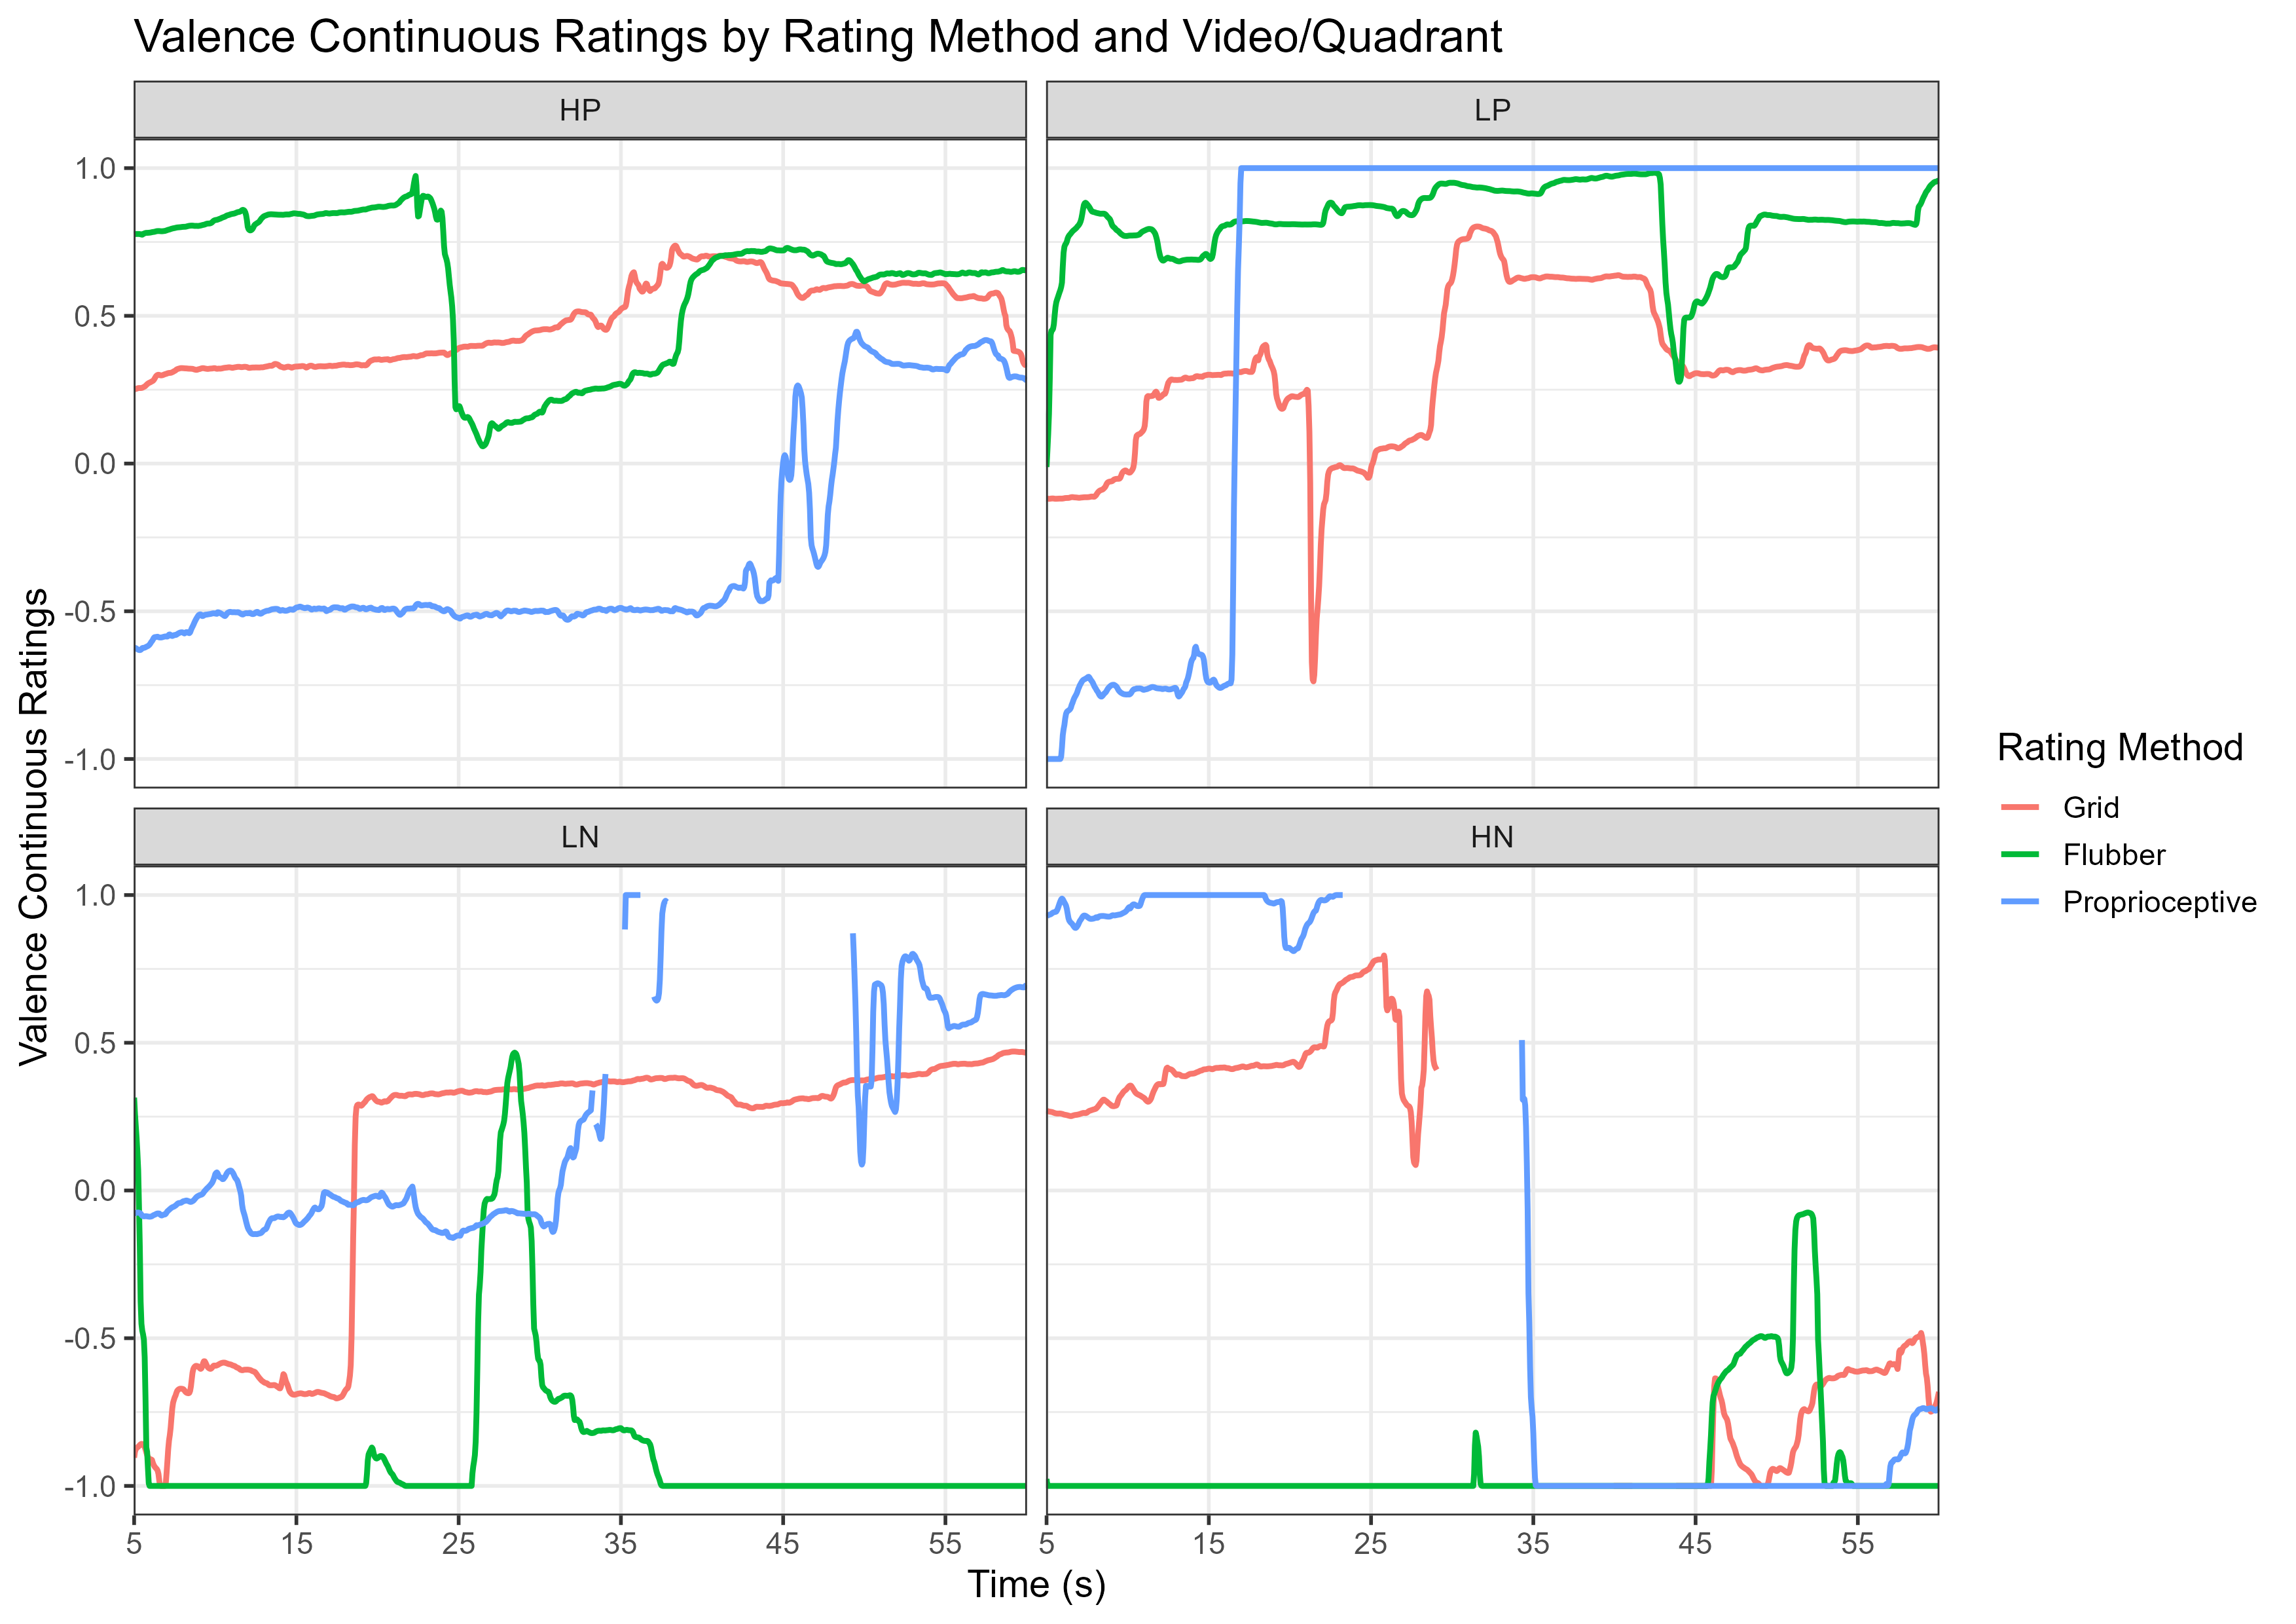 Valence Continuous Ratings by Rating Method and Video/Quadrant
HP
LP
1.0
0.5
0.0
-0.5
-1.0
LN
HN
1.0
0.5
0.0
-0.5
-1.0
5 15 25 35 45 55
5 15 25 35 45 55
Time (s)
Valence Continuous Ratings
Rating Method
Grid
Flubber
Proprioceptive